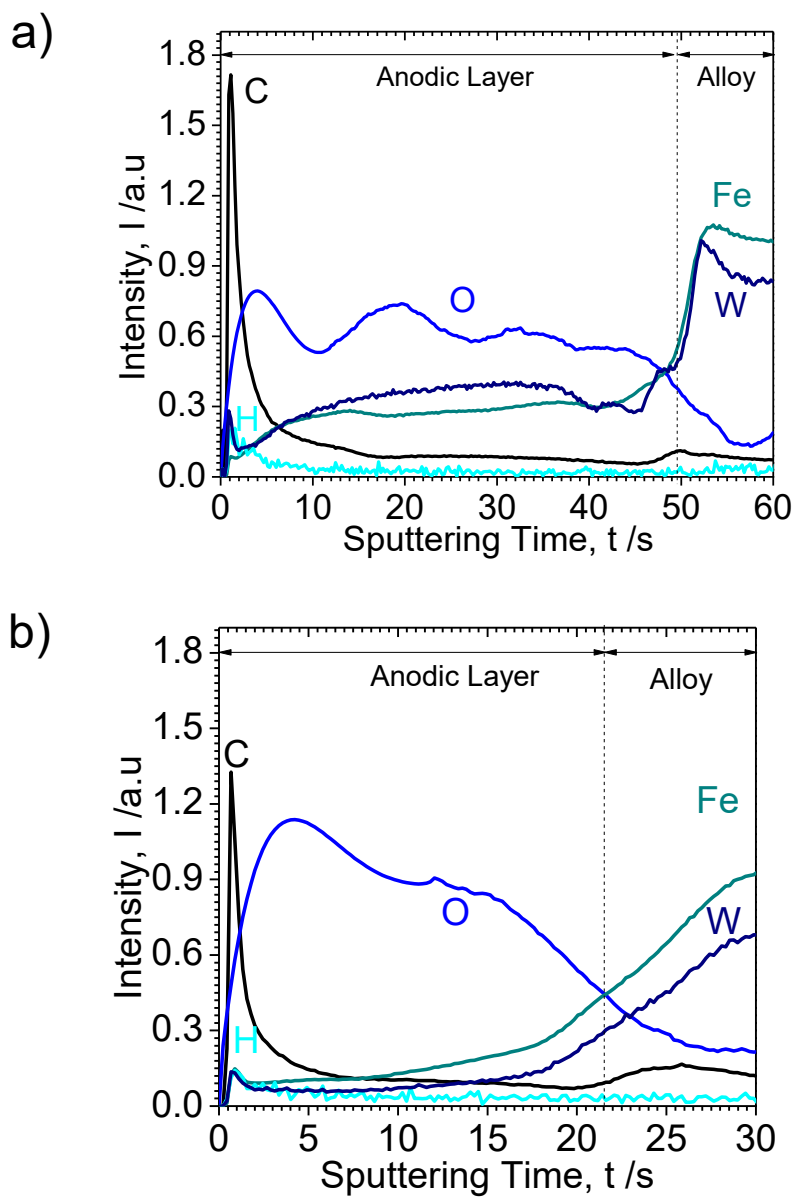 a)
1.8
1.5
1.2
0.9
0.6
0.3
0.0
Intensity, I /a.u
Anodic Layer
Alloy
C
Fe
O
W
H
0 10 20 30 40 50 60
Sputtering Time, t /s
b)
1.8
1.5
1.2
0.9
0.6
0.3
0.0
Intensity, I /a.u
Anodic Layer
Alloy
C
Fe
O
W
H
0 5 10 15 20 25 30
Sputtering Time, t /s